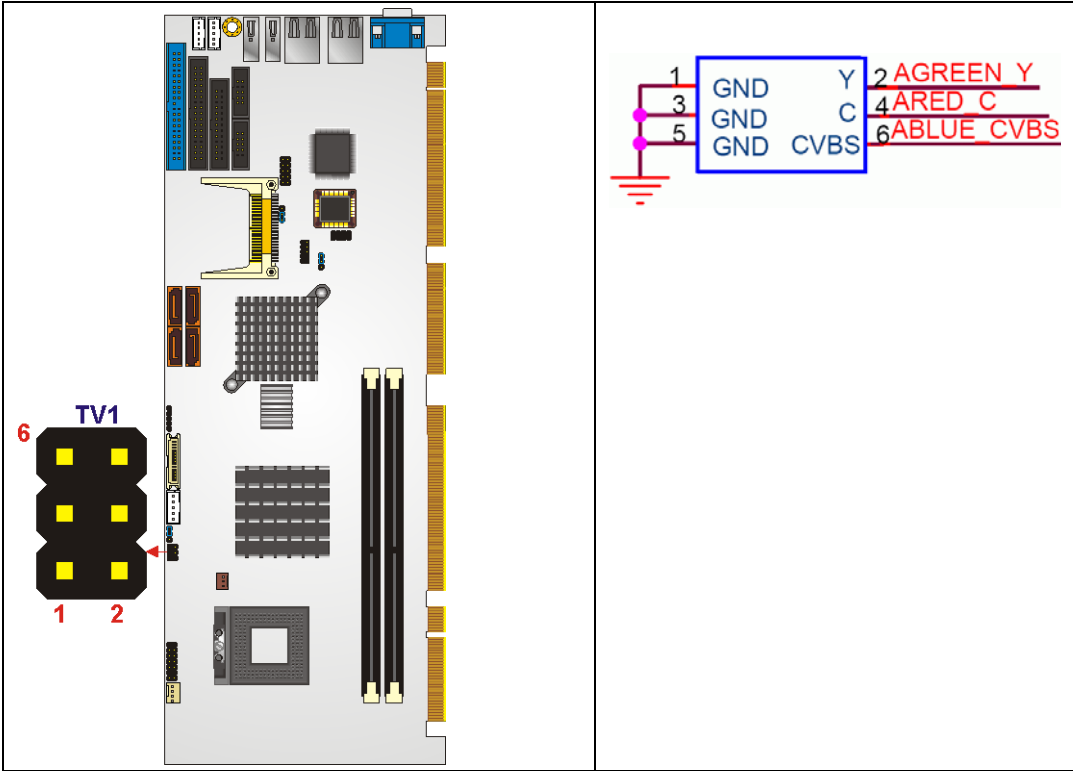 TV1
6
1 2
1 GND Y 2 AGREEN_Y
3 GND C 4 ARED_C
5 GND CVBS 6 ABLUE_CVBS